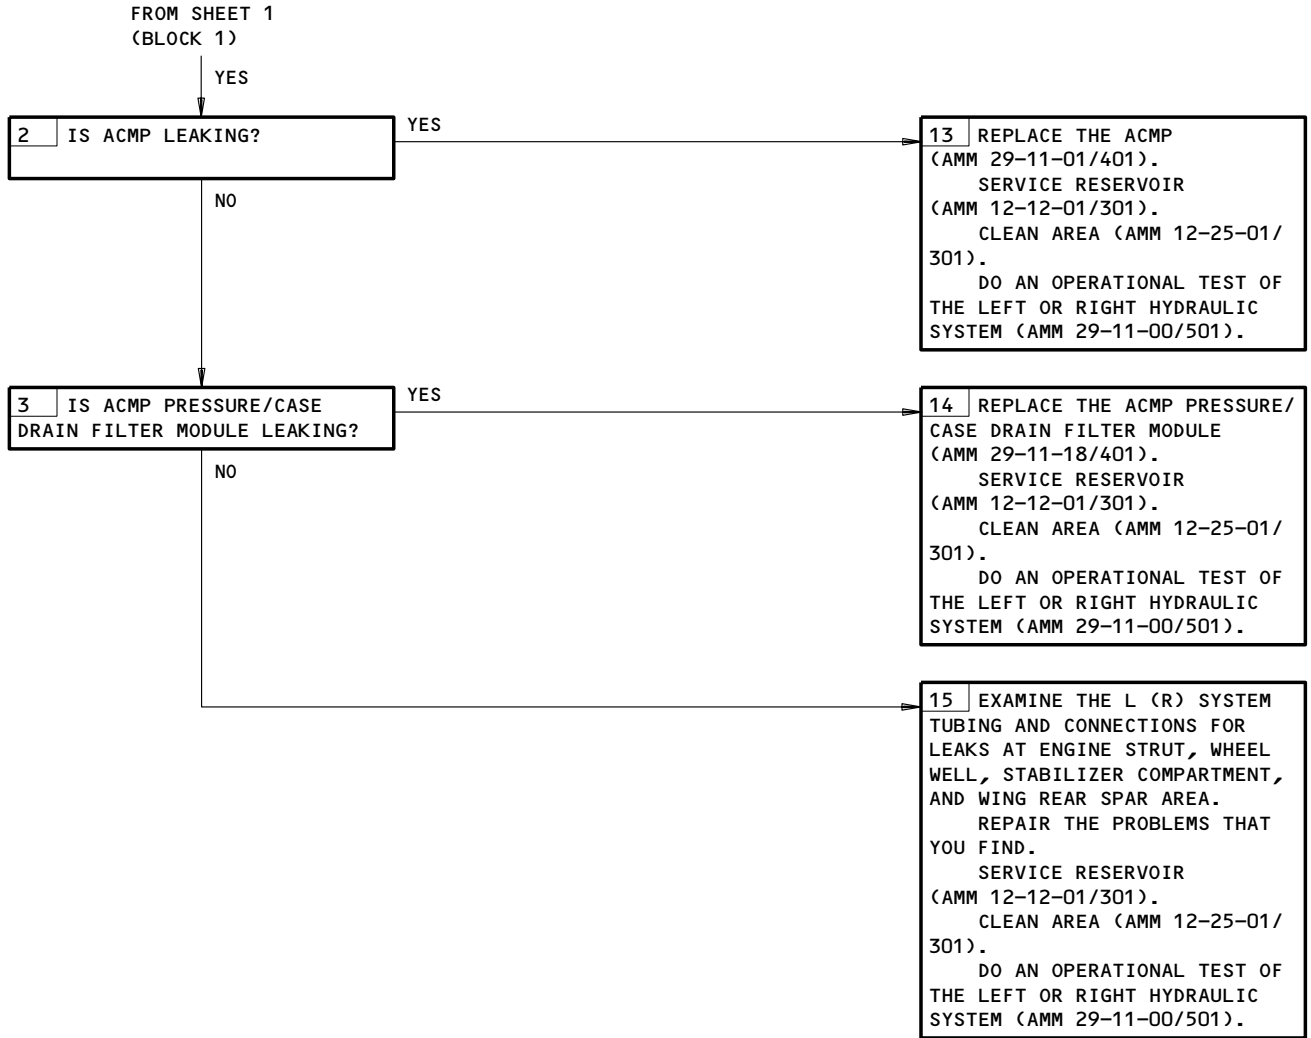 FROM SHEET 1
(BLOCK 1)
YES
2 IS ACMP LEAKING?
YES
NO
13 REPLACE THE ACMP
(AMM 29-11-01/401).
SERVICE RESERVOIR
(AMM 12-12-01/301).
CLEAN AREA (AMM 12-25-01/
301).
DO AN OPERATIONAL TEST OF
THE LEFT OR RIGHT HYDRAULIC
SYSTEM (AMM 29-11-00/501).
3 IS ACMP PRESSURE/CASE
DRAIN FILTER MODULE LEAKING?
YES
NO
14 REPLACE THE ACMP PRESSURE/
CASE DRAIN FILTER MODULE
(AMM 29-11-18/401).
SERVICE RESERVOIR
(AMM 12-12-01/301).
CLEAN AREA (AMM 12-25-01/
301).
DO AN OPERATIONAL TEST OF
THE LEFT OR RIGHT HYDRAULIC
SYSTEM (AMM 29-11-00/501).
15 EXAMINE THE L (R) SYSTEM
TUBING AND CONNECTIONS FOR
LEAKS AT ENGINE STRUT, WHEEL
WELL, STABILIZER COMPARTMENT,
AND WING REAR SPAR AREA.
REPAIR THE PROBLEMS THAT
YOU FIND.
SERVICE RESERVOIR
(AMM 12-12-01/301).
CLEAN AREA (AMM 12-25-01/
301).
DO AN OPERATIONAL TEST OF
THE LEFT OR RIGHT HYDRAULIC
SYSTEM (AMM 29-11-00/501).